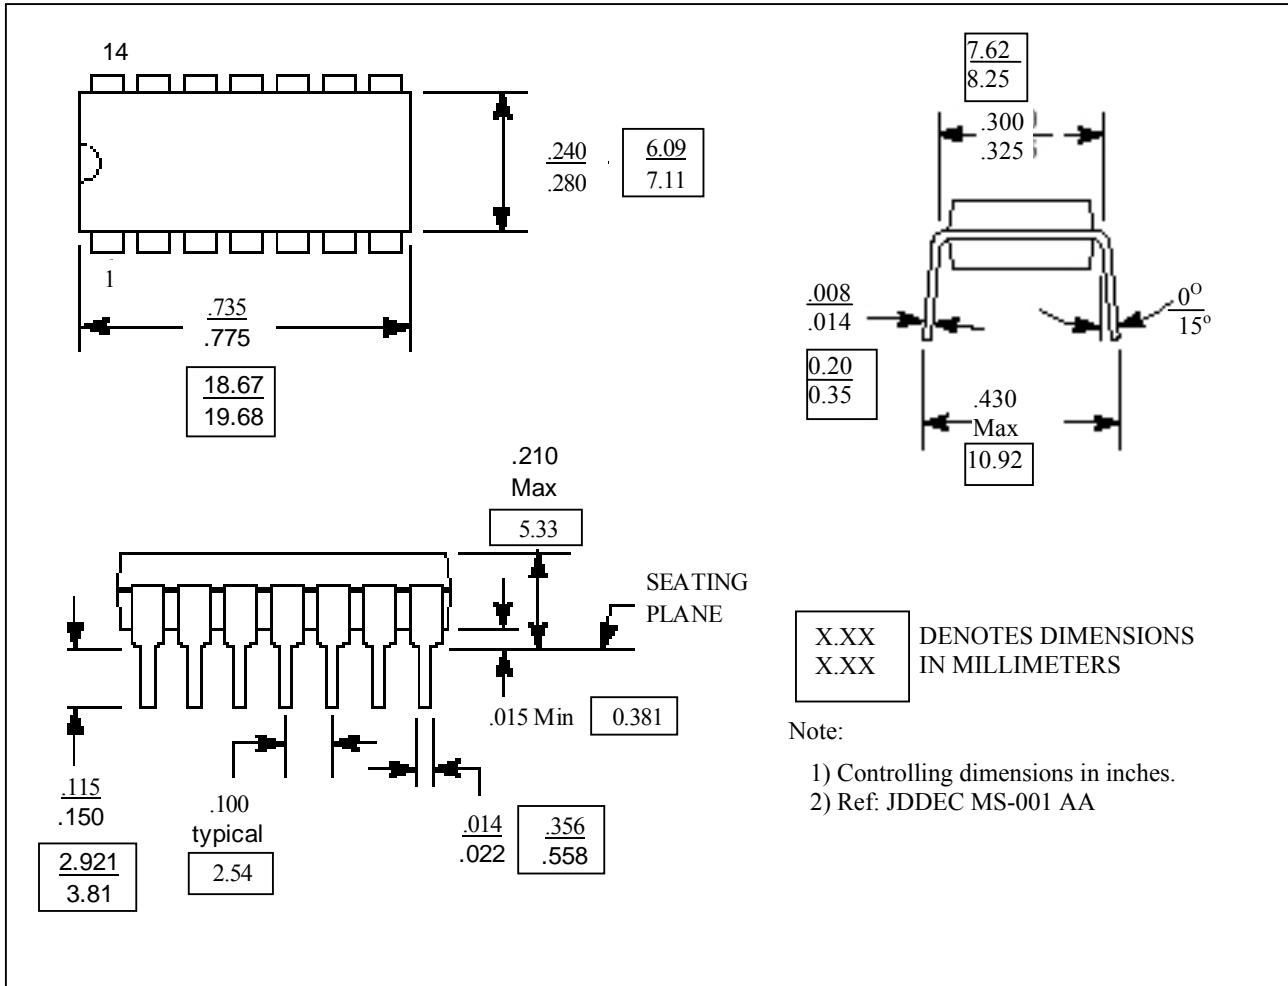 14
1
.735
.775
18.67
19.68
.240
.280
6.09
7.11
7.62
8.25
.300
.325
.008
.014
0.20
0.35
0°
15°
.430
Max
10.92
.210
Max
5.33
SEATING
PLANE
.015 Min
0.381
.115
.150
2.921
3.81
.100
typical
2.54
.014
.022
.356
.558
X.XX
X.XX
DENOTES DIMENSIONS
IN MILLIMETERS
Note:
1) Controlling dimensions in inches.
2) Ref: JDDEC MS-001 AA